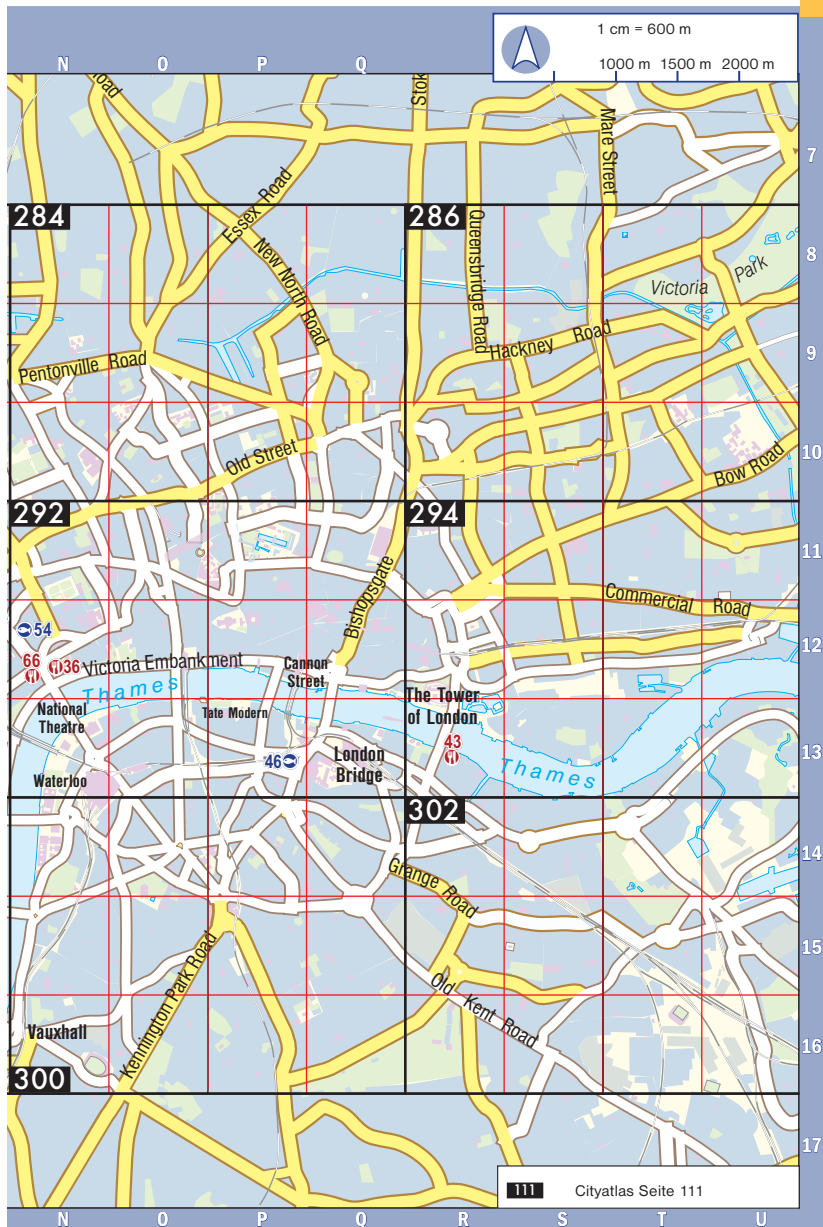 1 cm = 600 m
1000 m 1500 m 2000 m
N O P Q
oad
Stok
Mare Street
7
284
286
Essex Road
New North Road
Queensbridge Road
8
Victoria Park
Hackney Road
Pentonville Road
9
Old Street
10
Bow Road
292
294
11
Bishopsgate
Commercial Road
54
12
66
36
Victoria Embankment
Cannon
Street
Thames
National
Theatre
Tate Modern
The Tower
of London
43
46
London
Bridge
Thames
13
Waterloo
302
14
Grange Road
Kennington Park Road
15
Old Kent Road
Vauxhall
16
300
17
111 Cityatlas Seite 111
N O P Q R S T U